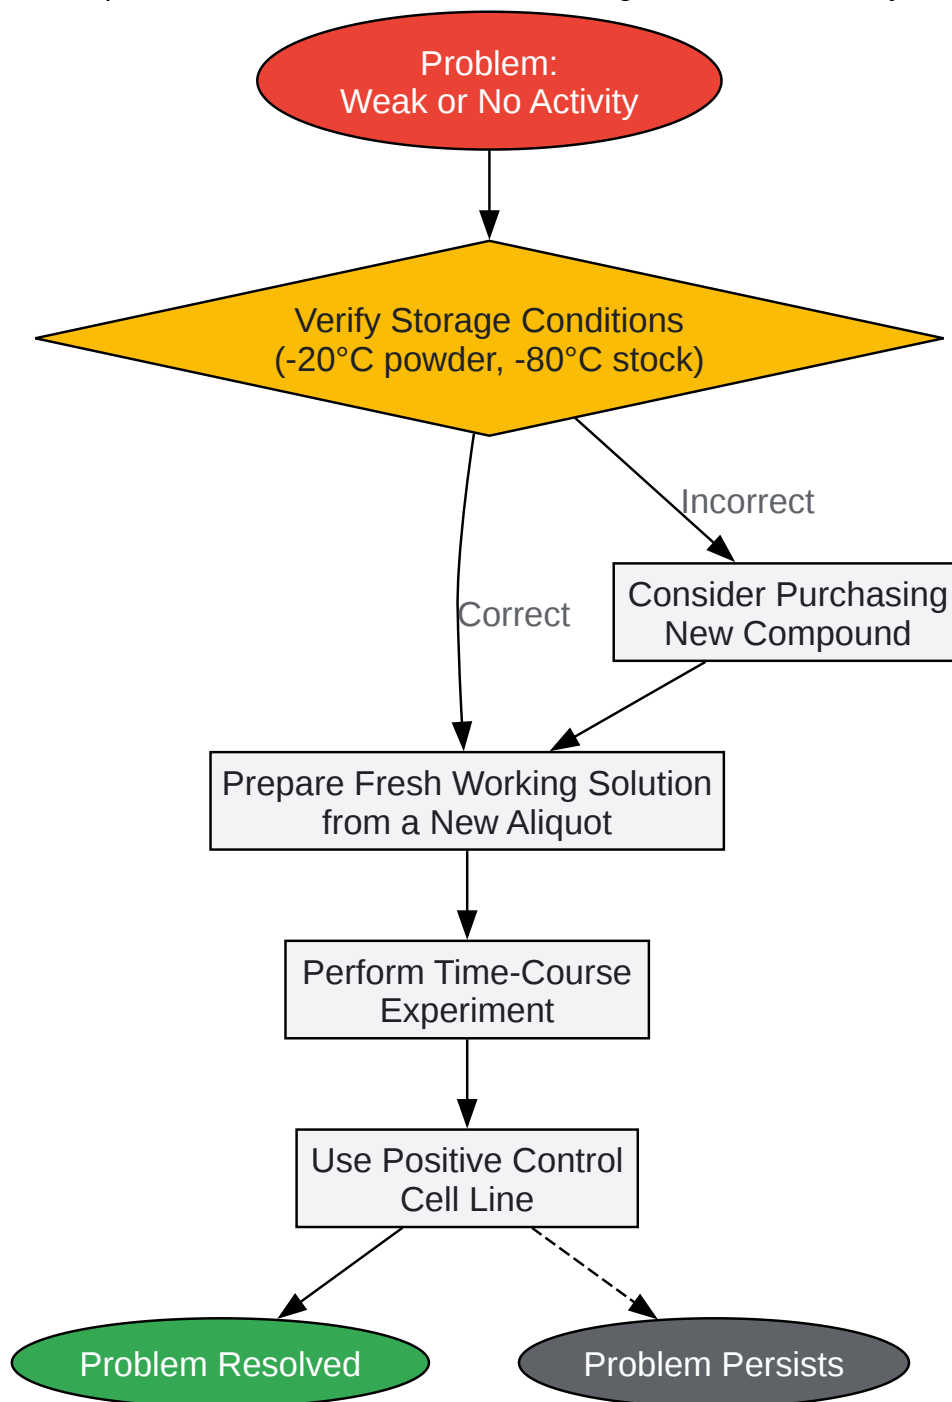 Problem:
Weak or No Activity
Verify Storage Conditions
(-20°C powder, -80°C stock)
Incorrect
Correct
Consider Purchasing
New Compound
Prepare Fresh Working Solution
from a New Aliquot
Perform Time-Course
Experiment
Use Positive Control
Cell Line
Problem Resolved
Problem Persists